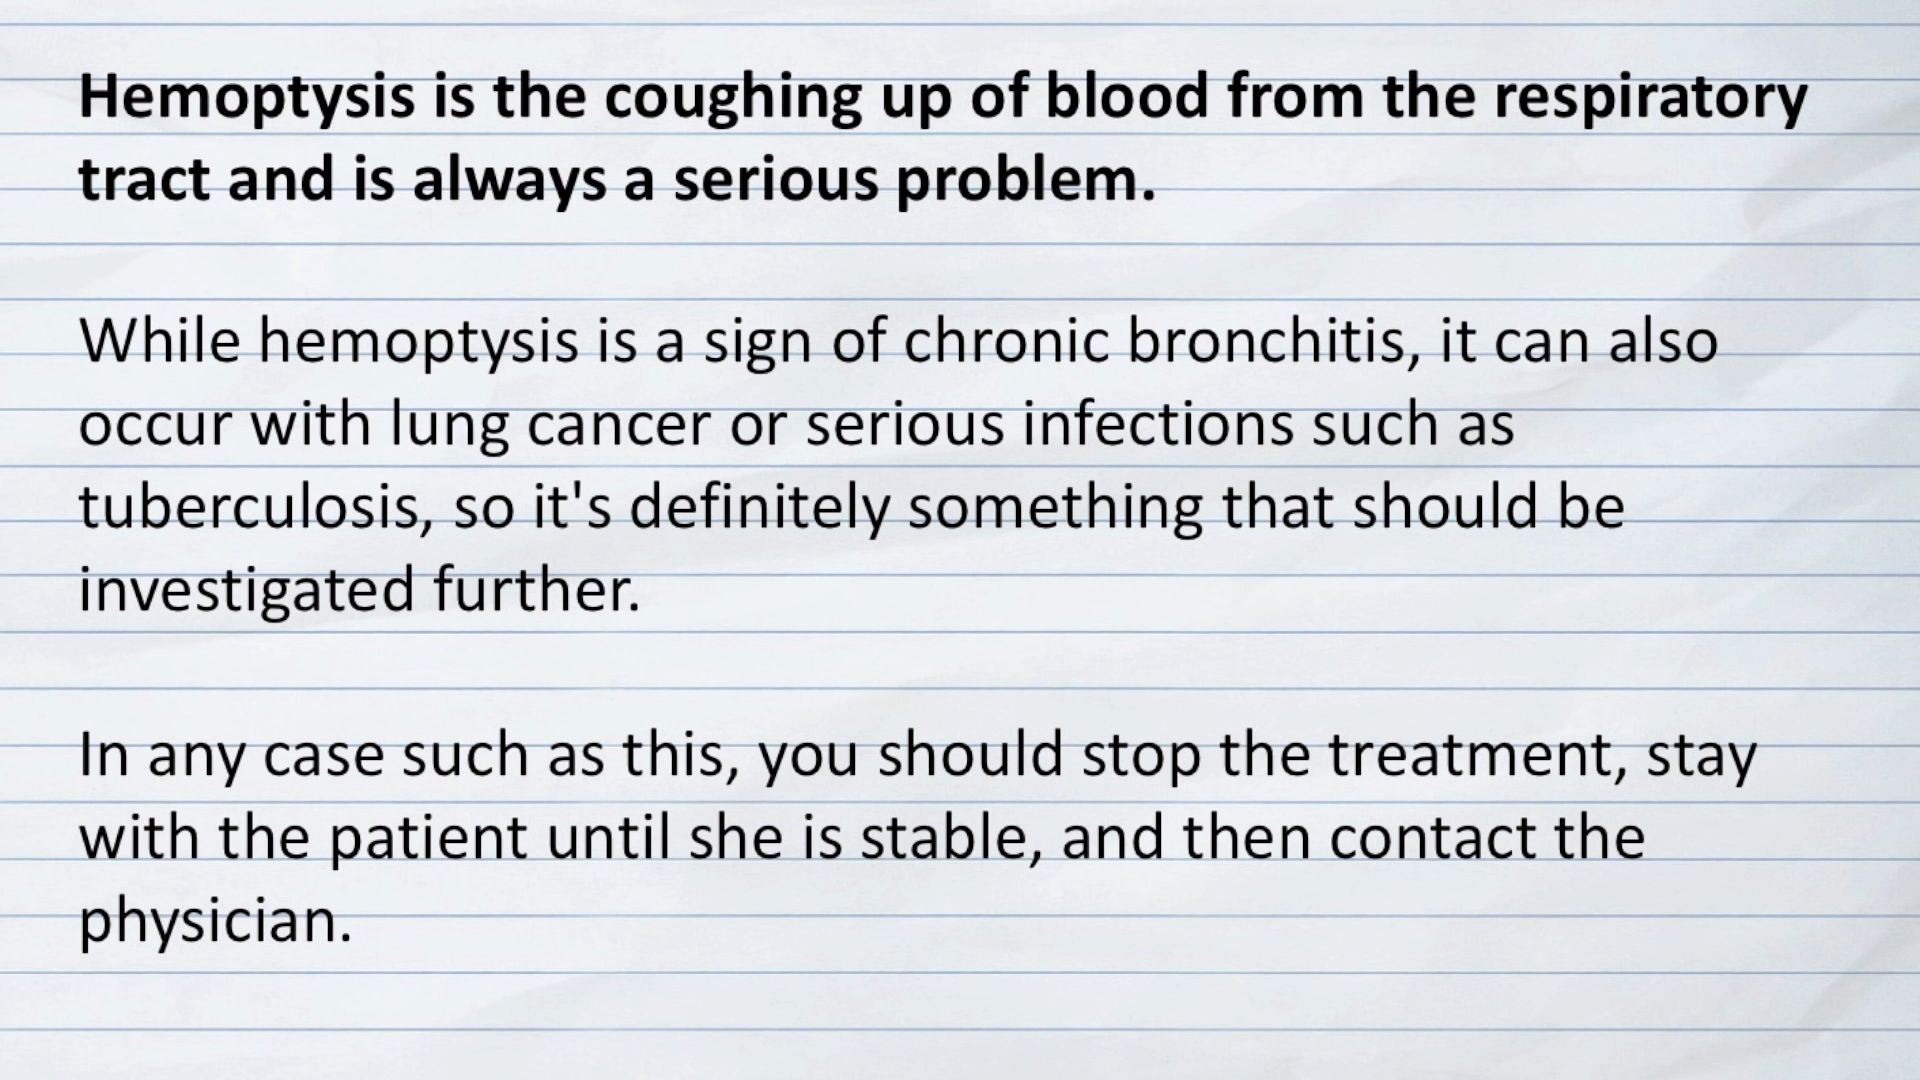 Hemoptysis is the coughing up of blood from the respiratory
tract and is always a serious problem.
While hemoptysis is a sign of chronic bronchitis, it can also
occur with lung cancer or serious infections such as
tuberculosis, so it's definitely something that should be
investigated further.
In any case such as this, you should stop the treatment, stay
with the patient until she is stable, and then contact the
physician.